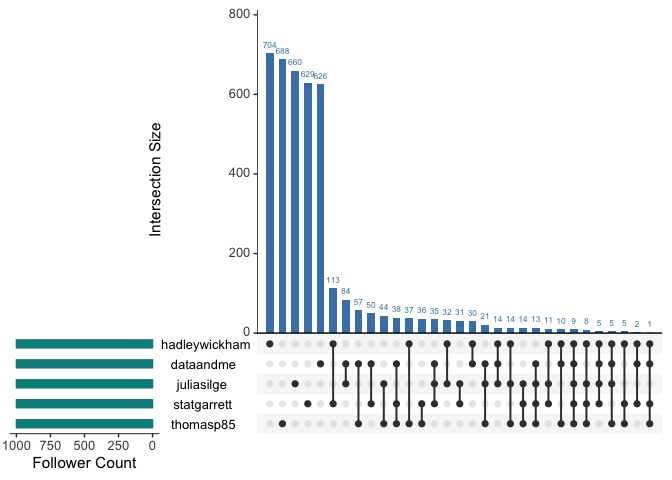 800
600
400
200
0
Intersection Size
704 688 660 629 626 113 84 57 50 44 38 37 36 35 32 31 30 21 14 14 14 13 11 10 9 9 8 5 5 5 2 1
hadleywickham
dataandme
juliasilge
statgarrett
thomasp85
1000 750 500 250 0
Follower Count